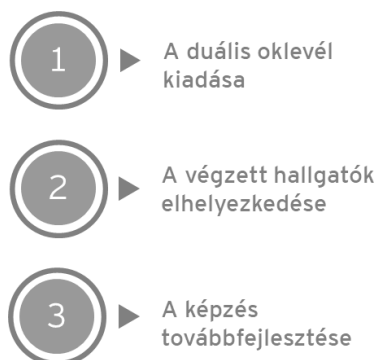 1
A duális oklevél
kiadása
2
A végzett hallgatók
elhelyezkedése
3
A képzés
továbbfejlesztése